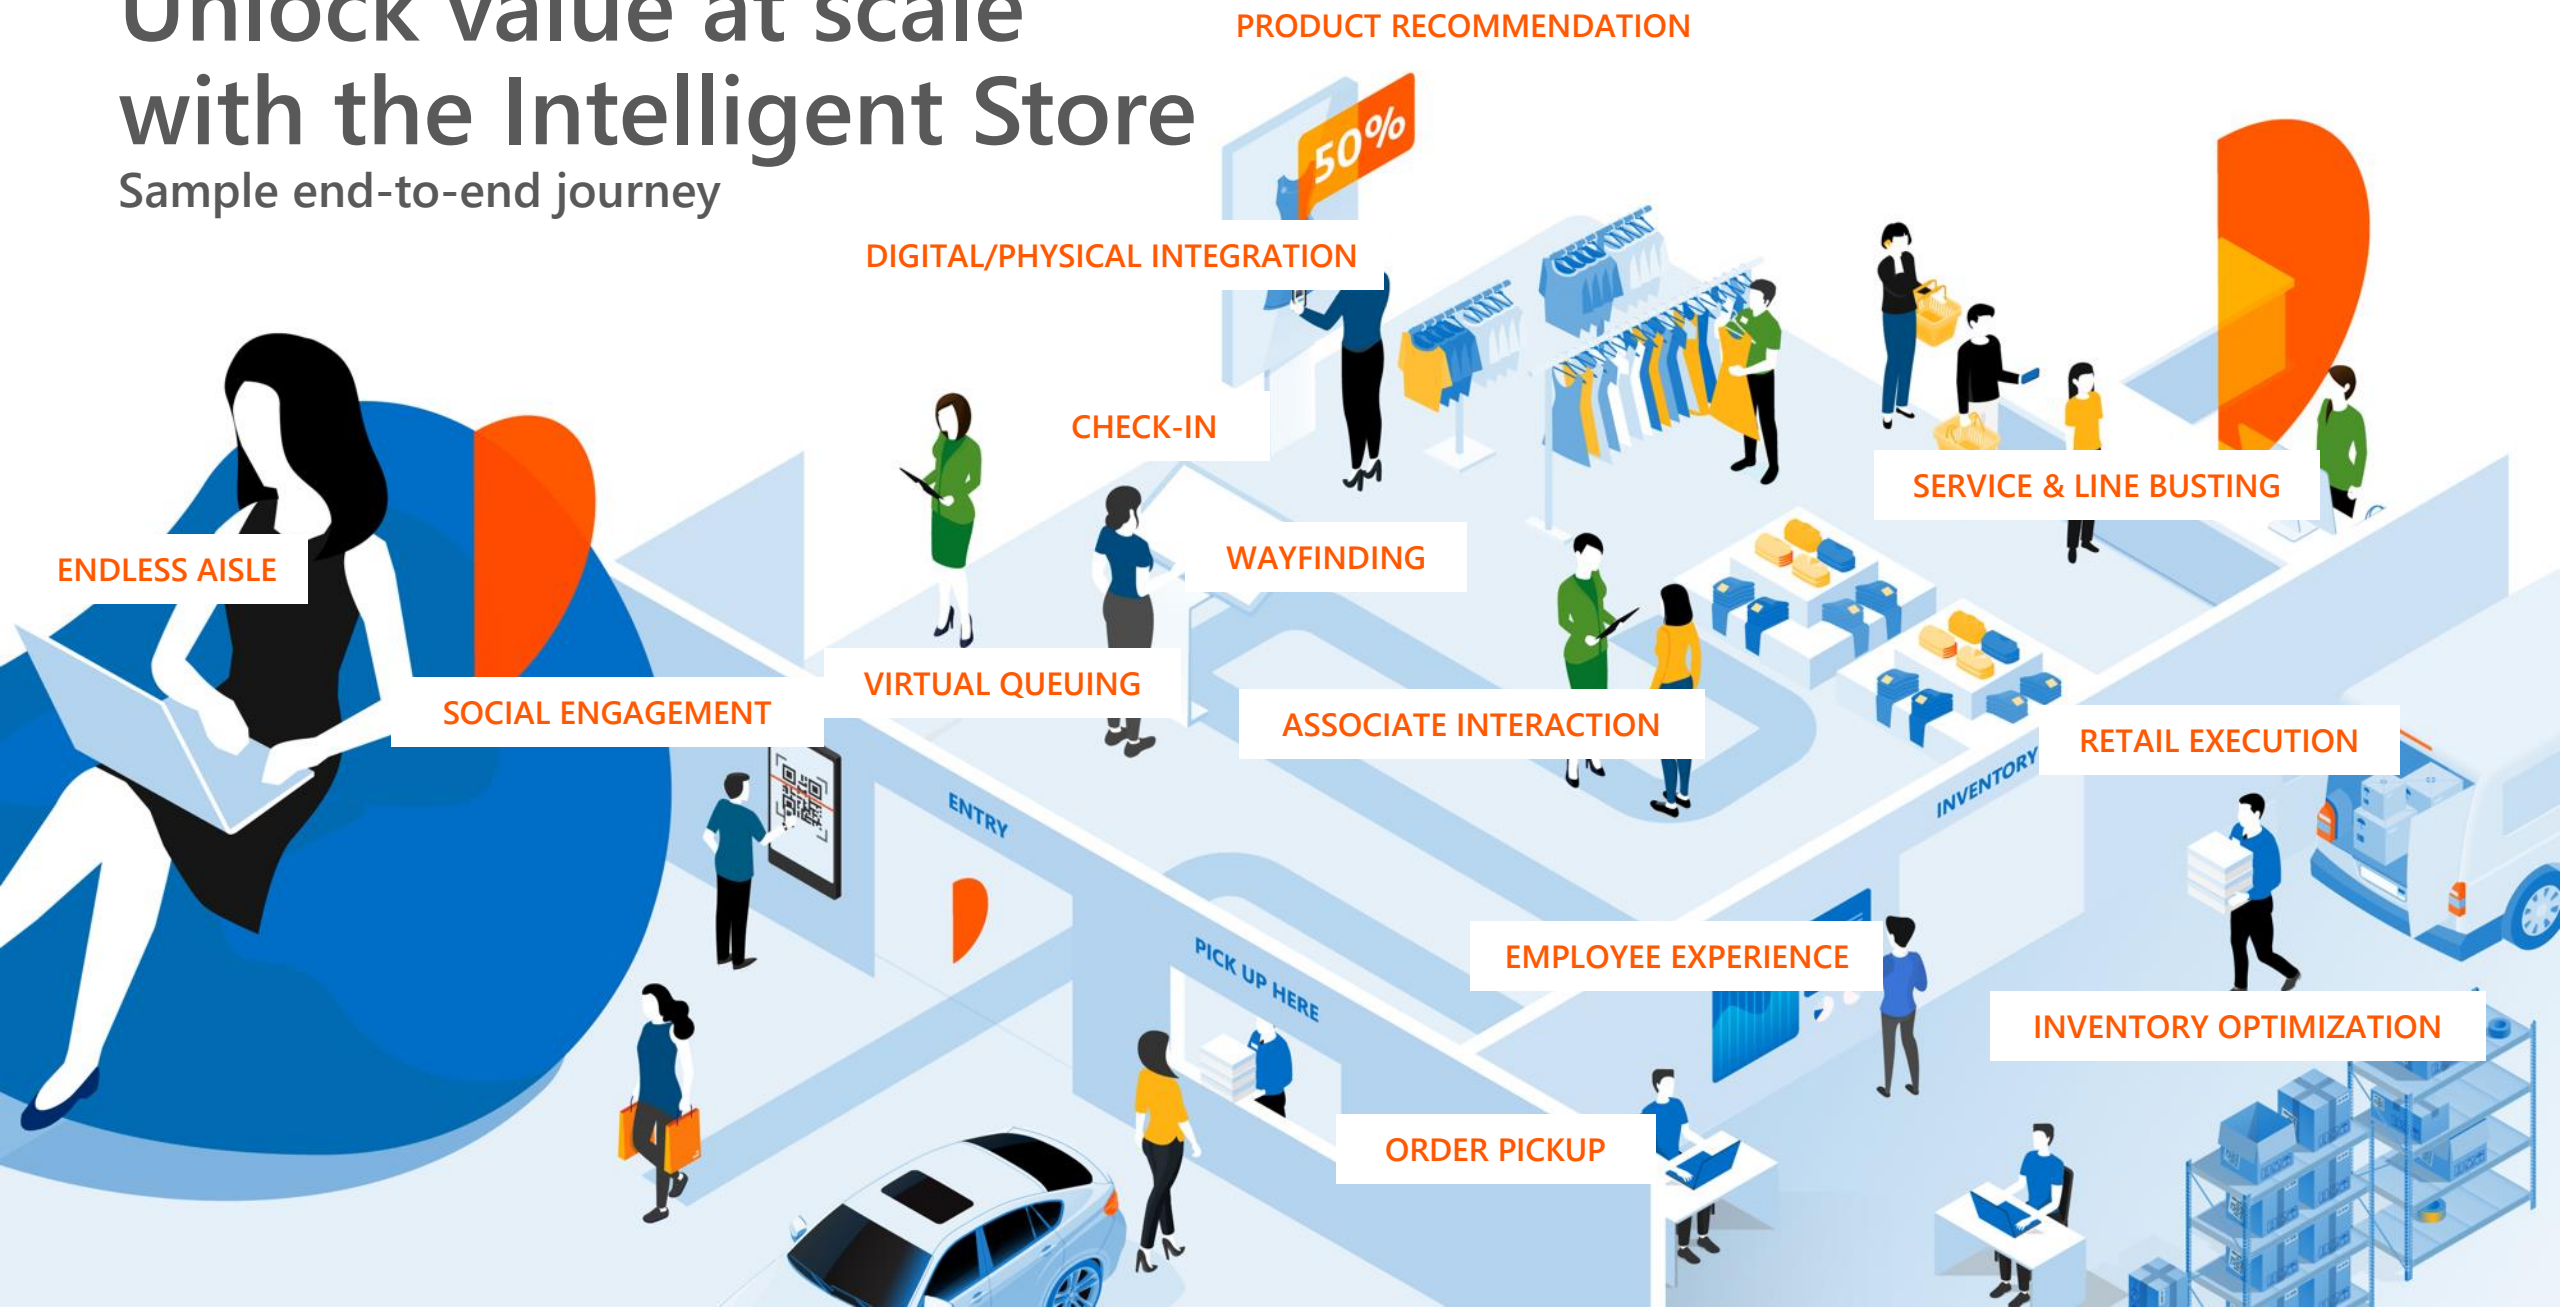 Unlock value at scale
with the Intelligent Store
Sample end-to-end journey
PRODUCT RECOMMENDATION
50%
DIGITAL/PHYSICAL INTEGRATION
CHECK-IN
SERVICE & LINE BUSTING
ENDLESS AISLE
WAYFINDING
VIRTUAL QUEUING
SOCIAL ENGAGEMENT
ASSOCIATE INTERACTION
RETAIL EXECUTION
INVENTORY
ENTRY
EMPLOYEE EXPERIENCE
PICK UP HERE
INVENTORY OPTIMIZATION
ORDER PICKUP